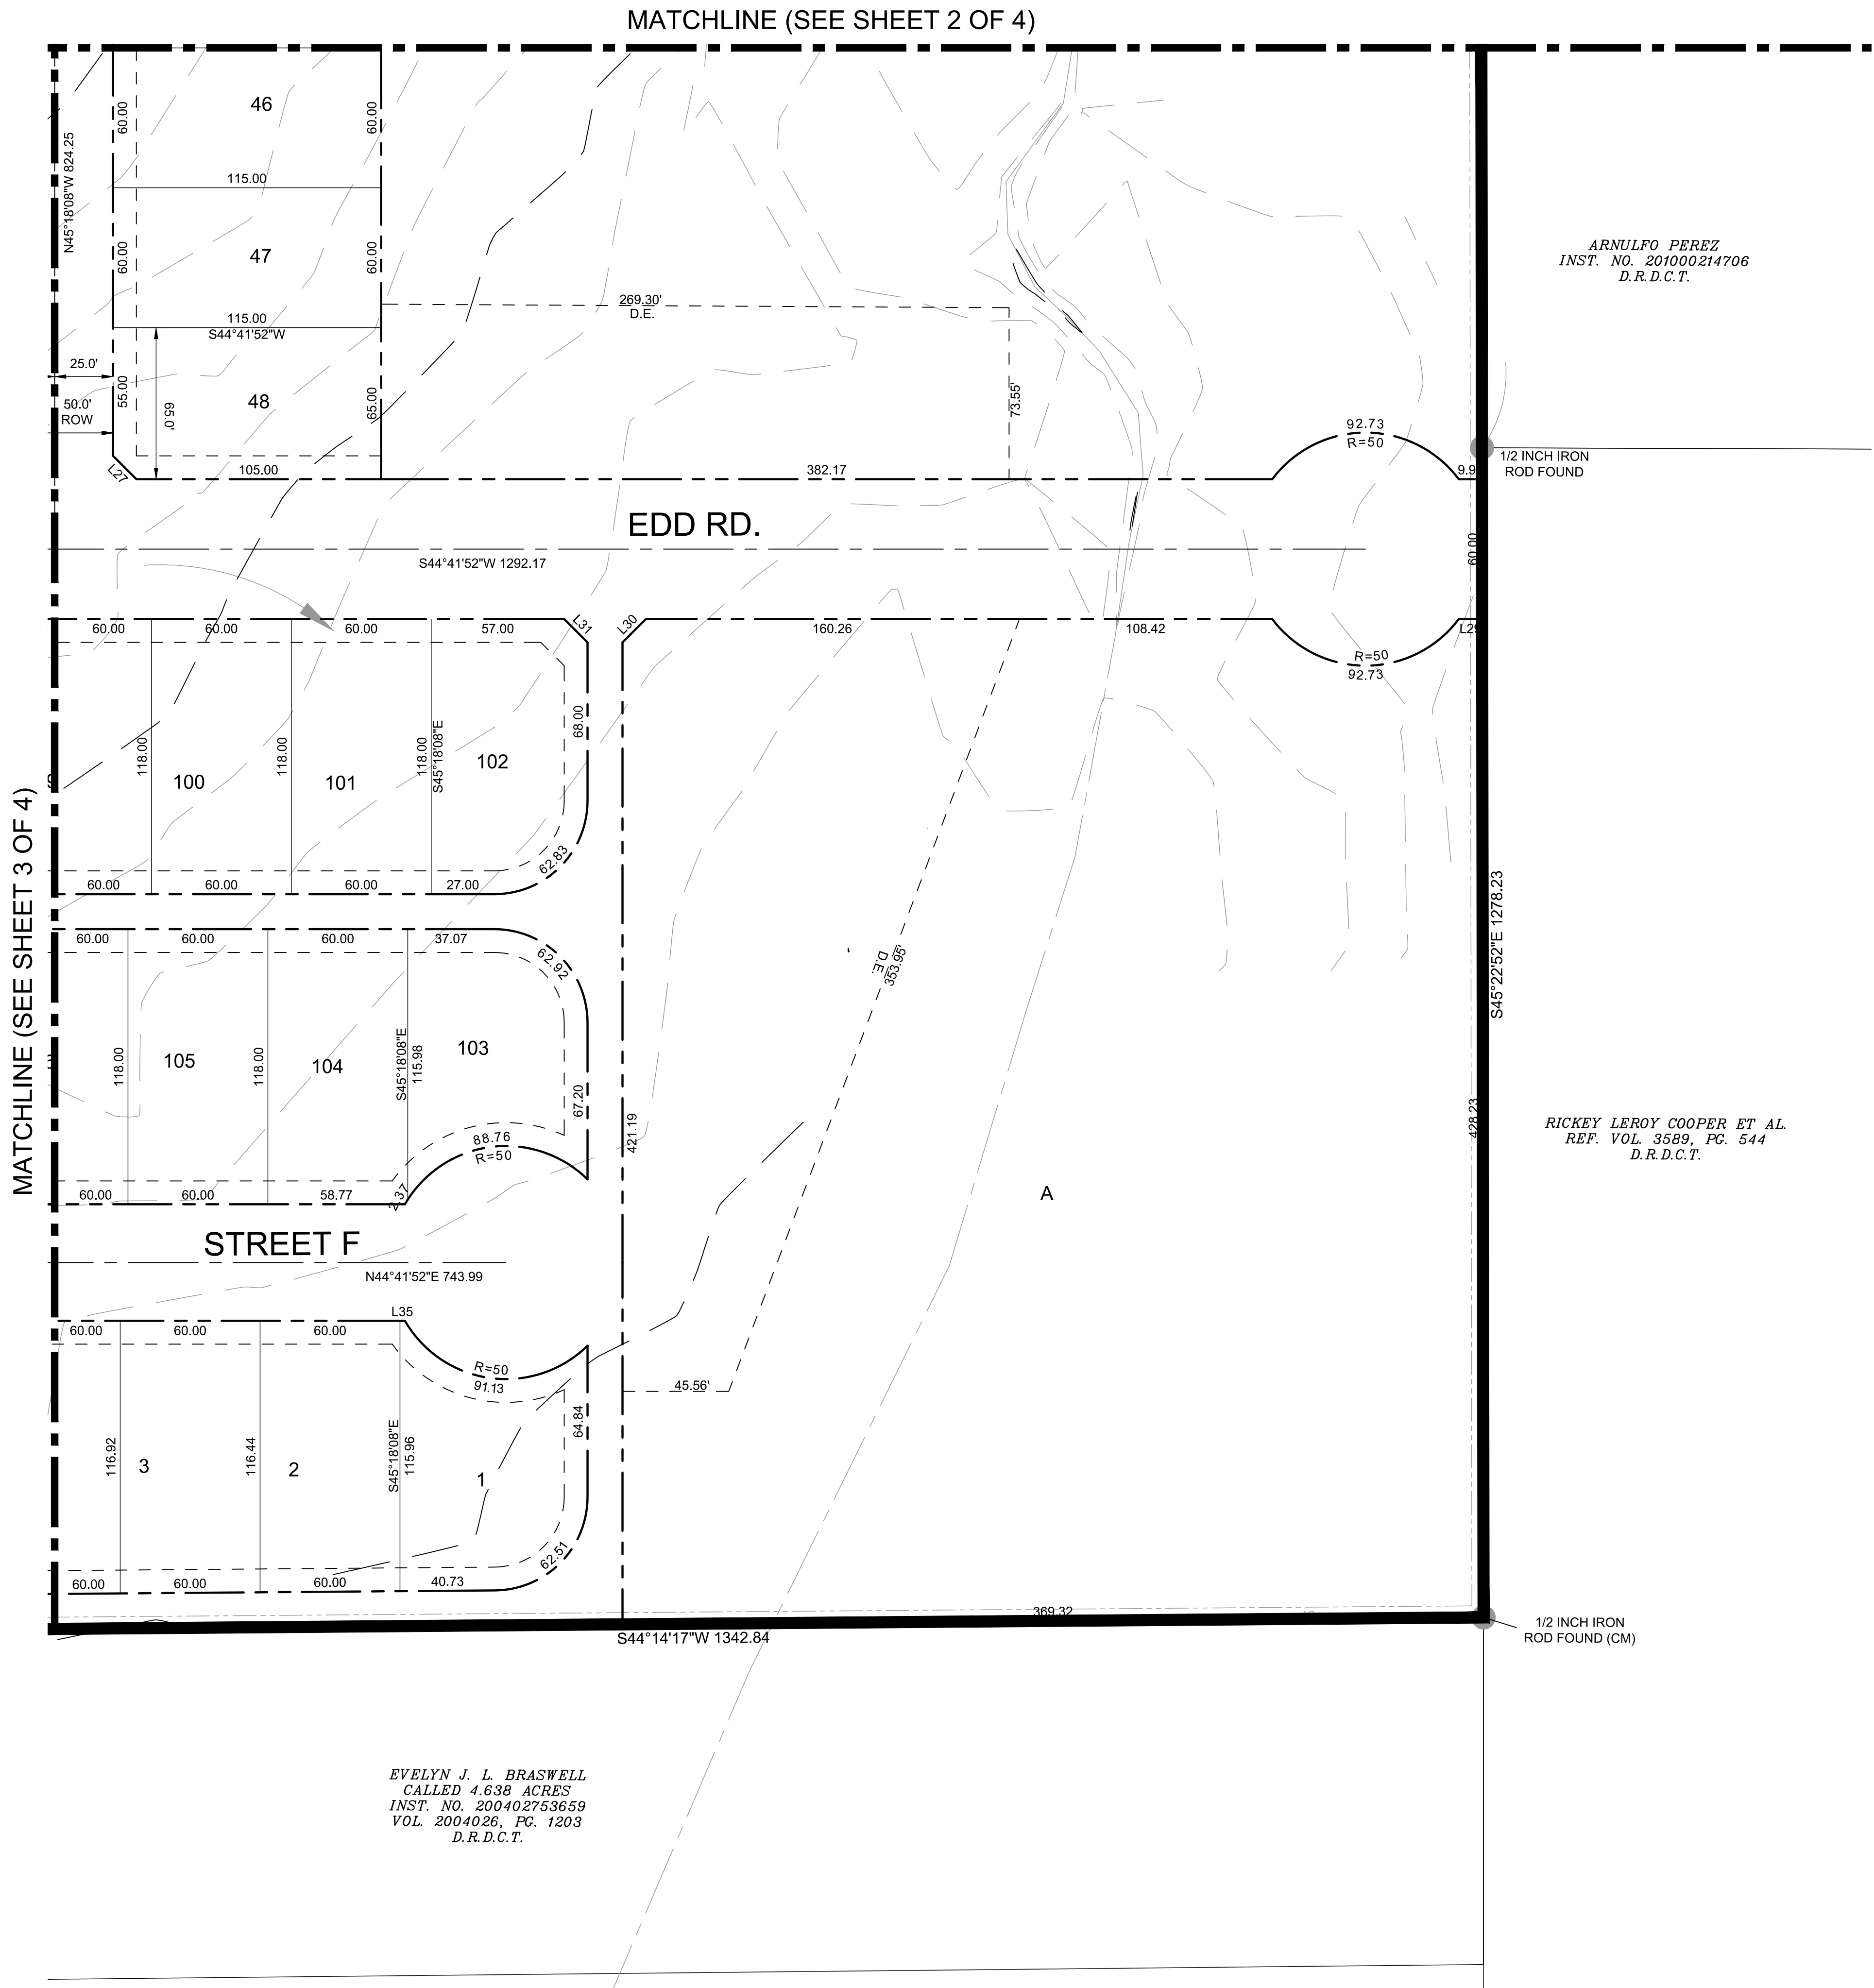 MATCHLINE (SEE SHEET 2 OF 4)
46
60.00
60.00
N45°18'08"W 824.25
115.00
47
60.00
60.00
ARNULFO PEREZ
INST. NO. 201000214706
D.R.D.C.T.
269.30'
D.E.
115.00
S44°41'52"W
25.0'
55.00
48
65.00
65.0'
73.55'
50.0'
ROW
92.73
R=50
L27
105.00
382.17
9.9
1/2 INCH IRON
ROD FOUND
EDD RD.
S44°41'52"W 1292.17
60.00
60.00
60.00
60.00
57.00
L31
L30
160.26
108.42
L29
R=50
92.73
68.00
118.00
118.00
118.00
S45°18'08"E
100
101
102
MATCHLINE (SEE SHEET 3 OF 4)
62.83
60.00
60.00
60.00
27.00
S45°22'52"E 1278.23
60.00
60.00
60.00
37.07
62.92
D.E.
353.95'
105
104
103
118.00
118.00
S45°18'08"E
115.98
67.20
421.19
428.23
RICKEY LEROY COOPER ET AL.
REF. VOL. 3589, PG. 544
D.R.D.C.T.
88.76
R=50
A
60.00
60.00
58.77
2.37
STREET F
N44°41'52"E 743.99
L35
60.00
60.00
60.00
R=50
91.13
45.56'
64.84
116.92
116.44
S45°18'08"E
115.96
3
2
1
62.51
60.00
60.00
60.00
40.73
369.32
S44°14'17"W 1342.84
1/2 INCH IRON
ROD FOUND (CM)
EVELYN J. L. BRASWELL
CALLED 4.638 ACRES
INST. NO. 200402753659
VOL. 2004026, PG. 1203
D.R.D.C.T.